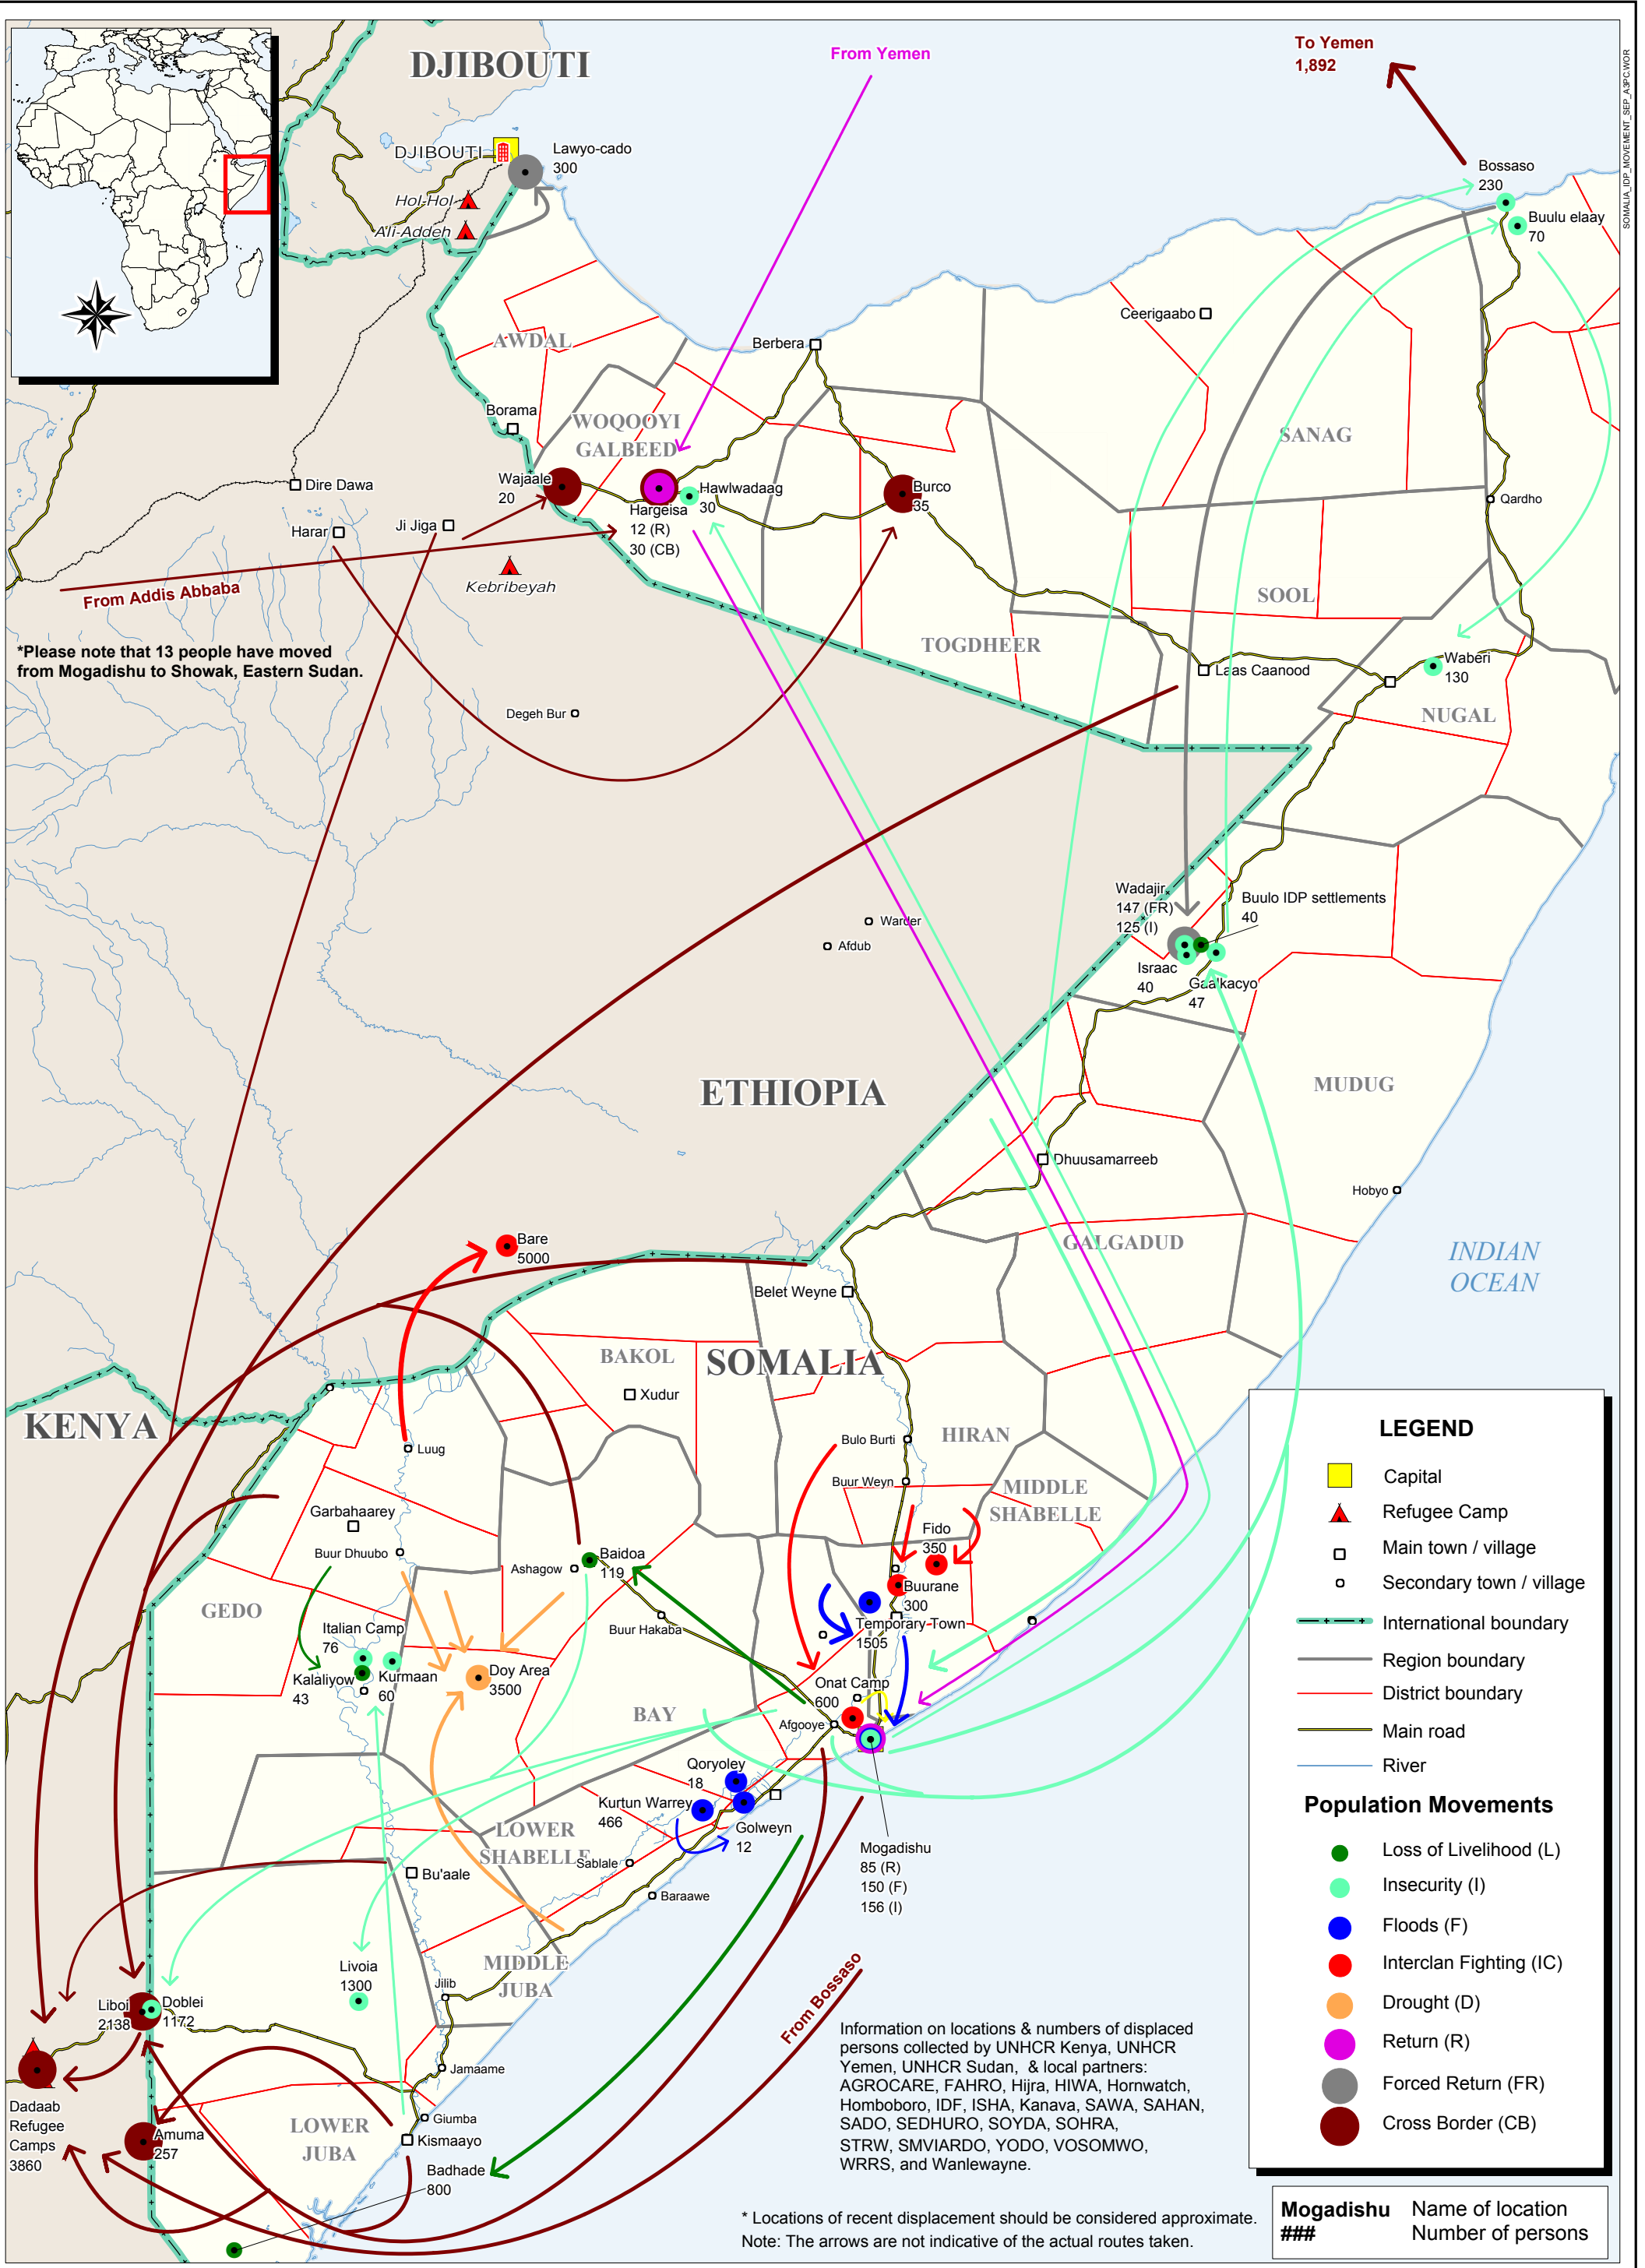 DJIBOUTI
From Yemen
To Yemen
1,892
SOMALIA_IDP_MOVEMENT_SEP_A3PC.WOR
DJIBOUTI
Lawyo-cado
300
Hol-Hol
Ali-Addeh
Bossaso
230
Buulu elaay
70
Ceerigaabo
AWDAL
Berbera
Borama
WOQOOYI
GALBEED
SANAG
Wajaale
20
Hargeisa
12 (R)
30 (CB)
Hawlwadaag
30
Burco
35
Qardho
Dire Dawa
Harar
Ji Jiga
Kebribeyah
From Addis Abbaba
*Please note that 13 people have moved
from Mogadishu to Showak, Eastern Sudan.
SOOL
TOGDHEER
Laas Caanood
Waberi
130
NUGAL
Degeh Bur
Warder
Afdub
Wadajir
147 (FR)
125 (I)
Buulo IDP settlements
40
Israac
40
Gaalkacyo
47
ETHIOPIA
MUDUG
Dhuusamarreeb
Hobyo
GALGADUD
INDIAN
OCEAN
Bare
5000
Belet Weyne
BAKOL
SOMALIA
Xudur
KENYA
Luug
Bulo Burti
HIRAN
Buur Weyn
MIDDLE
SHABELLE
Garbahaarey
Buur Dhuubo
Fido
350
Ashagow
Baidoa
119
Buurane
300
GEDO
Buur Hakaba
Temporary Town
1505
Italian Camp
76
Kalaliyow
43
Kurmaan
60
Doy Area
3500
Onat Camp
600
BAY
Afgooye
Qoryoley
18
Kurtun Warrey
466
Golweyn
12
LOWER
SHABELLE
Sablale
Bu'aale
Baraawe
Mogadishu
85 (R)
150 (F)
156 (I)
MIDDLE
JUBA
Livoia
1300
Jilib
Liboi
2138
Doblei
1172
From Bossaso
Jamaame
Dadaab
Refugee
Camps
3860
Amuma
257
LOWER
JUBA
Giumba
Kismaayo
Badhade
800
Information on locations & numbers of displaced
persons collected by UNHCR Kenya, UNHCR
Yemen, UNHCR Sudan, & local partners:
AGROCARE, FAHRO, Hijra, HIWA, Hornwatch,
Homboboro, IDF, ISHA, Kanava, SAWA, SAHAN,
SADO, SEDHURO, SOYDA, SOHRA,
STRW, SMVIARDO, YODO, VOSOMWO,
WRRS, and Wanlewayne.
* Locations of recent displacement should be considered approximate.
Note: The arrows are not indicative of the actual routes taken.
LEGEND
Capital
Refugee Camp
Main town / village
Secondary town / village
International boundary
Region boundary
District boundary
Main road
River
Population Movements
Loss of Livelihood (L)
Insecurity (I)
Floods (F)
Interclan Fighting (IC)
Drought (D)
Return (R)
Forced Return (FR)
Cross Border (CB)
Mogadishu Name of location
### Number of persons